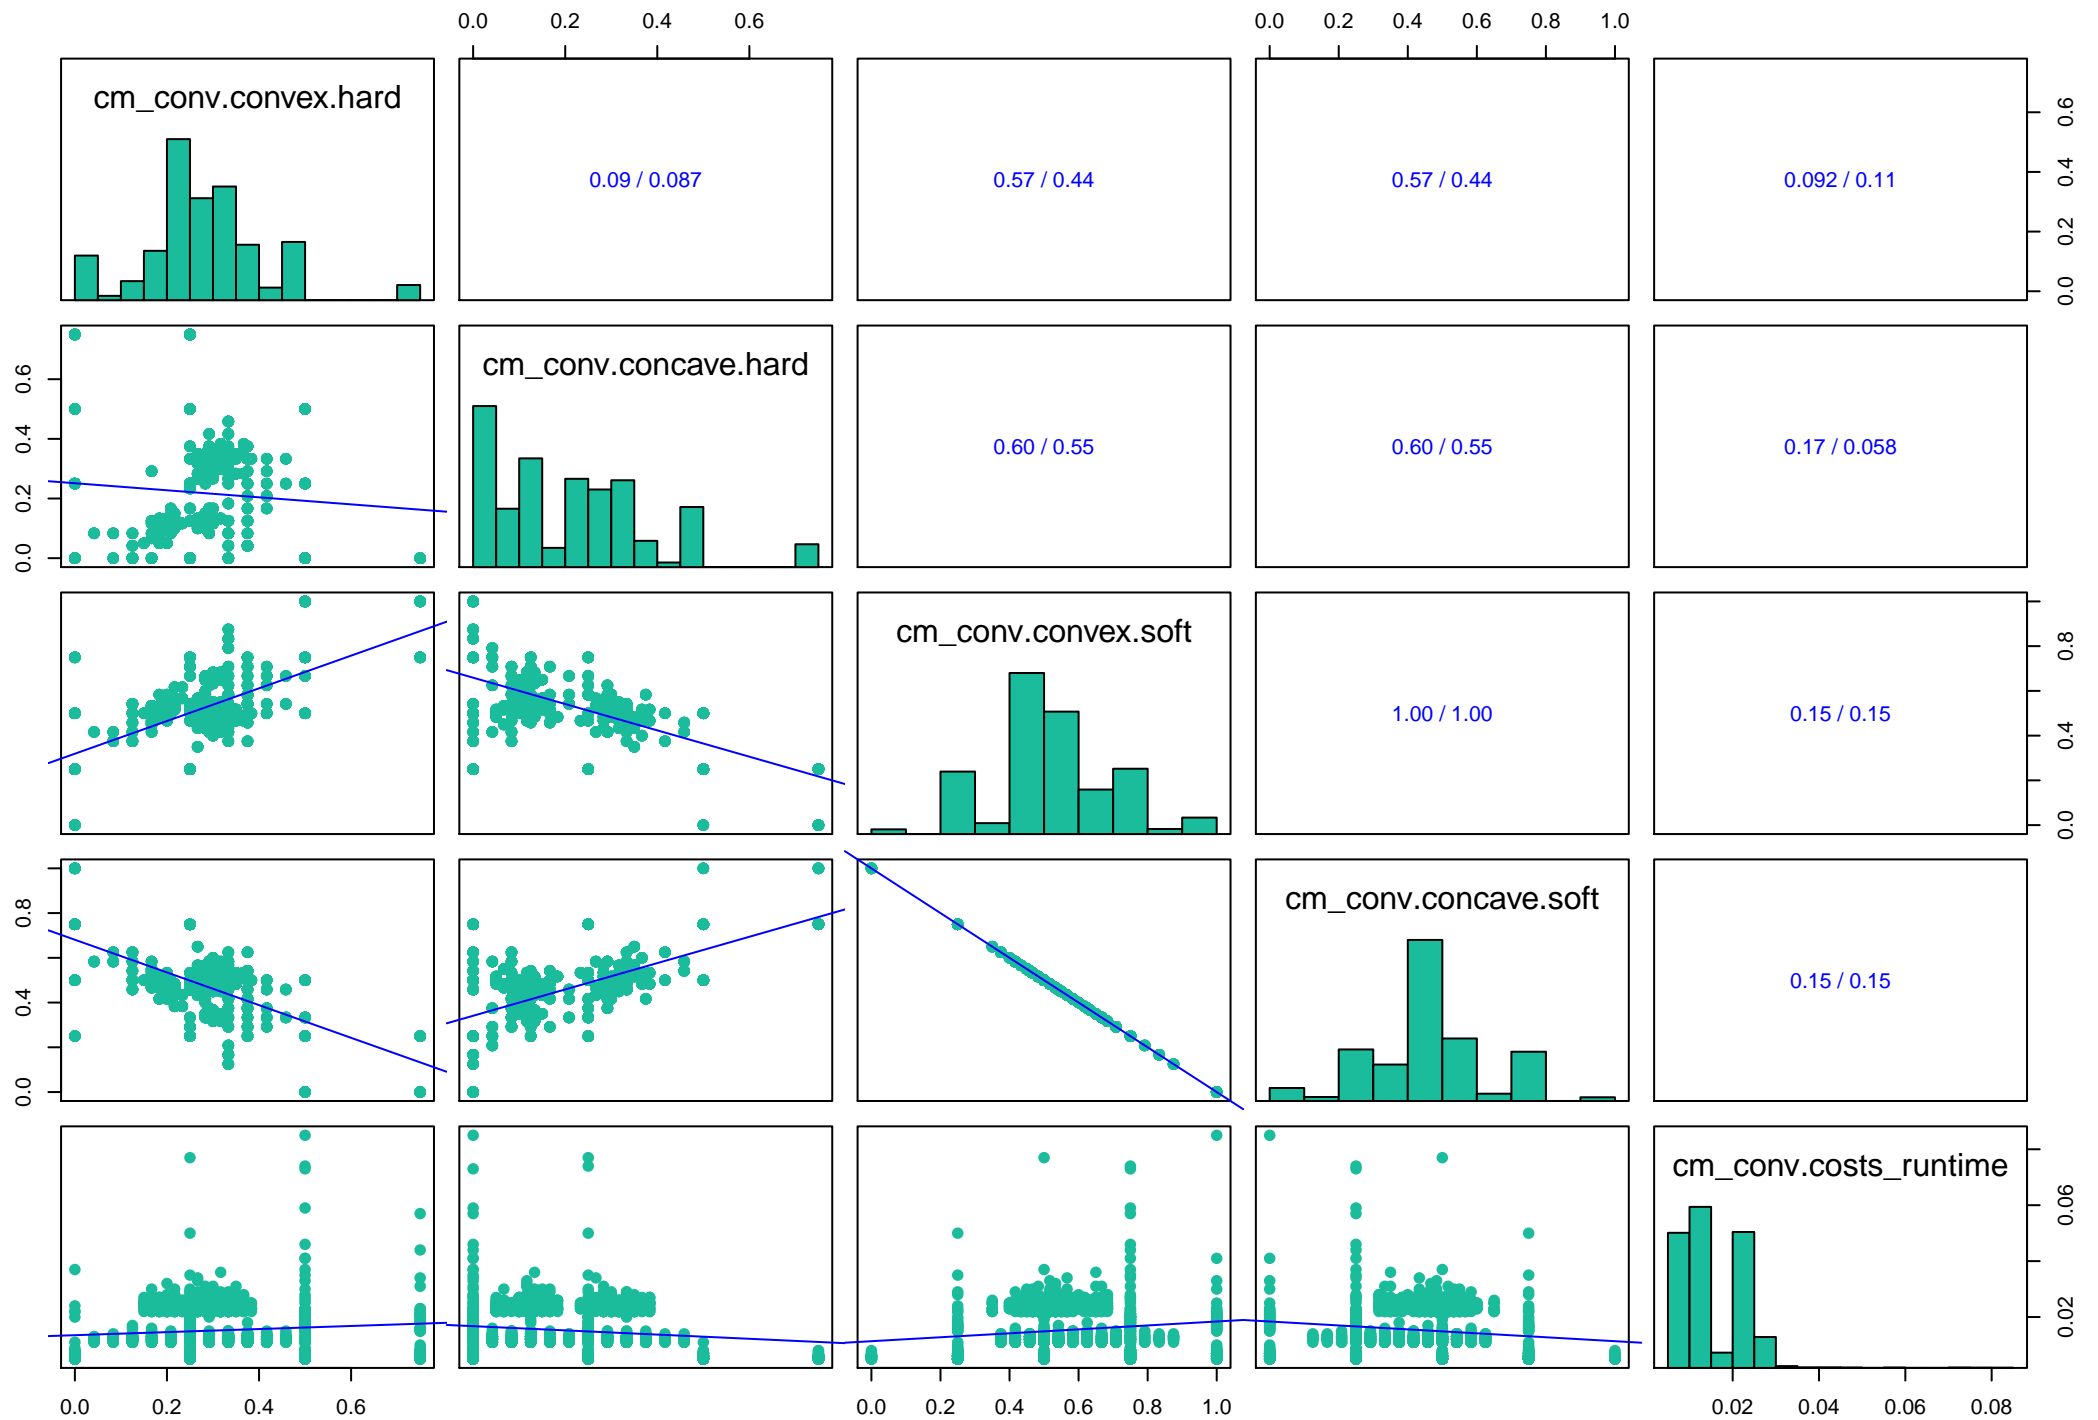 0.0 0.2 0.4 0.6 0.0 0.2 0.4 0.6 0.8 1.0
cm_conv.convex.hard
0.09 / 0.087
0.57 / 0.44
0.57 / 0.44
0.092 / 0.11
0.0 0.2 0.4 0.6
0.0 0.2 0.4 0.6
cm_conv.concave.hard
0.60 / 0.55
0.60 / 0.55
0.17 / 0.058
cm_conv.convex.soft
1.00 / 1.00
0.15 / 0.15
0.0 0.4 0.8
0.0 0.4 0.8
cm_conv.concave.soft
0.15 / 0.15
cm_conv.costs_runtime
0.02 0.06
0.0 0.2 0.4 0.6 0.0 0.2 0.4 0.6 0.8 1.0 0.02 0.04 0.06 0.08